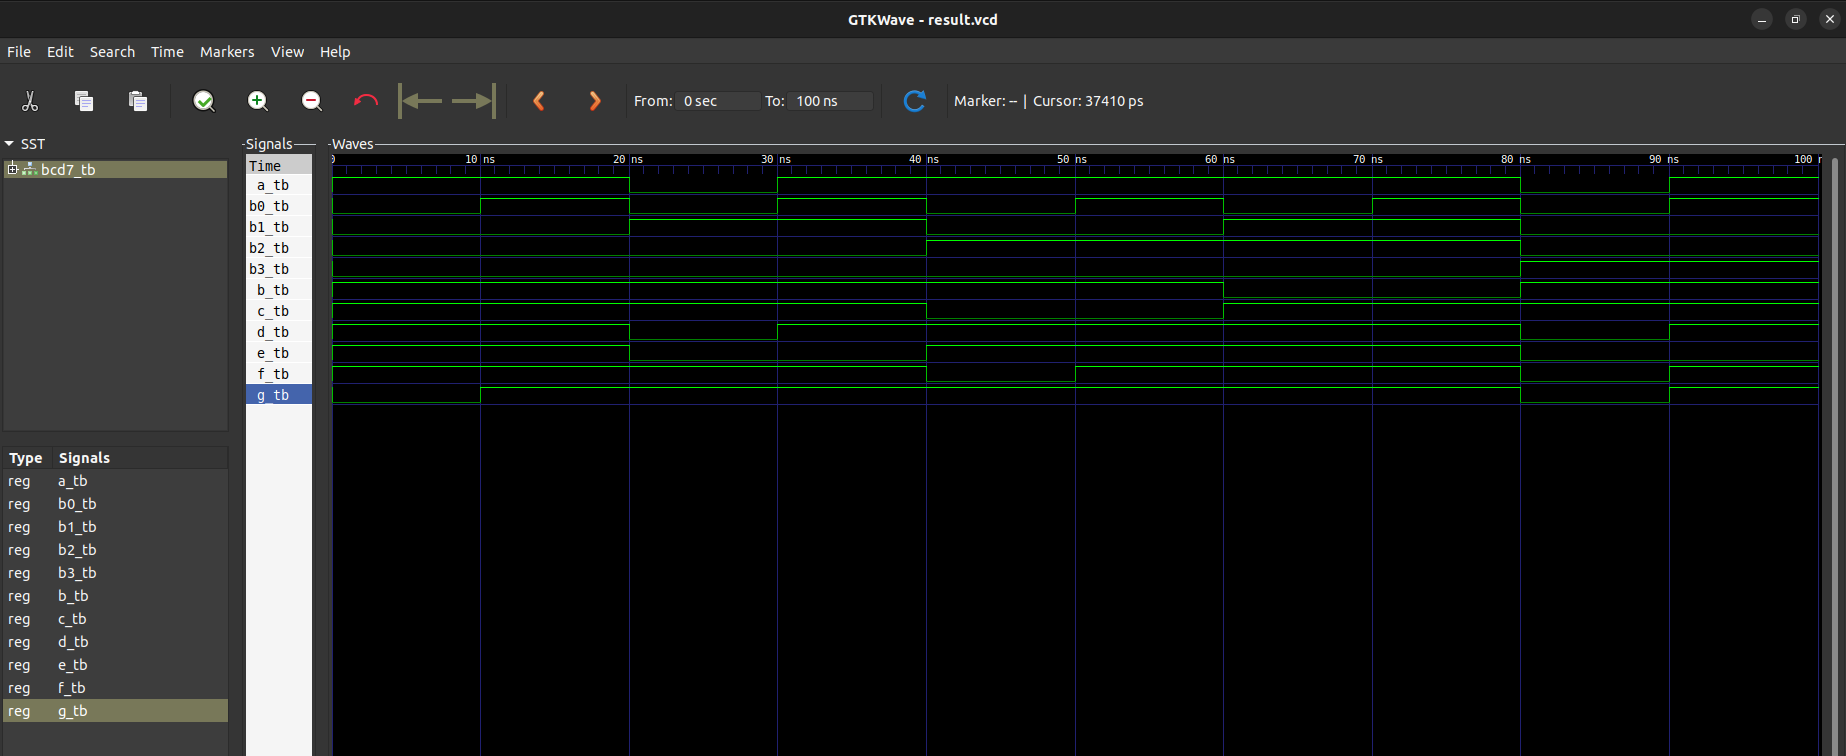 GTKWave - result.vcd
File Edit Search Time Markers View Help
From: 0 sec To: 100 ns Marker: -- | Cursor: 37410 ps
SST
bcd7_tb
Type Signals
reg a_tb
reg b0_tb
reg b1_tb
reg b2_tb
reg b3_tb
reg b_tb
reg c_tb
reg d_tb
reg e_tb
reg f_tb
reg g_tb
Signals
Time
a_tb
b0_tb
b1_tb
b2_tb
b3_tb
b_tb
c_tb
d_tb
e_tb
f_tb
g_tb
Waves
0 10 ns 20 ns 30 ns 40 ns 50 ns 60 ns 70 ns 80 ns 90 ns 100